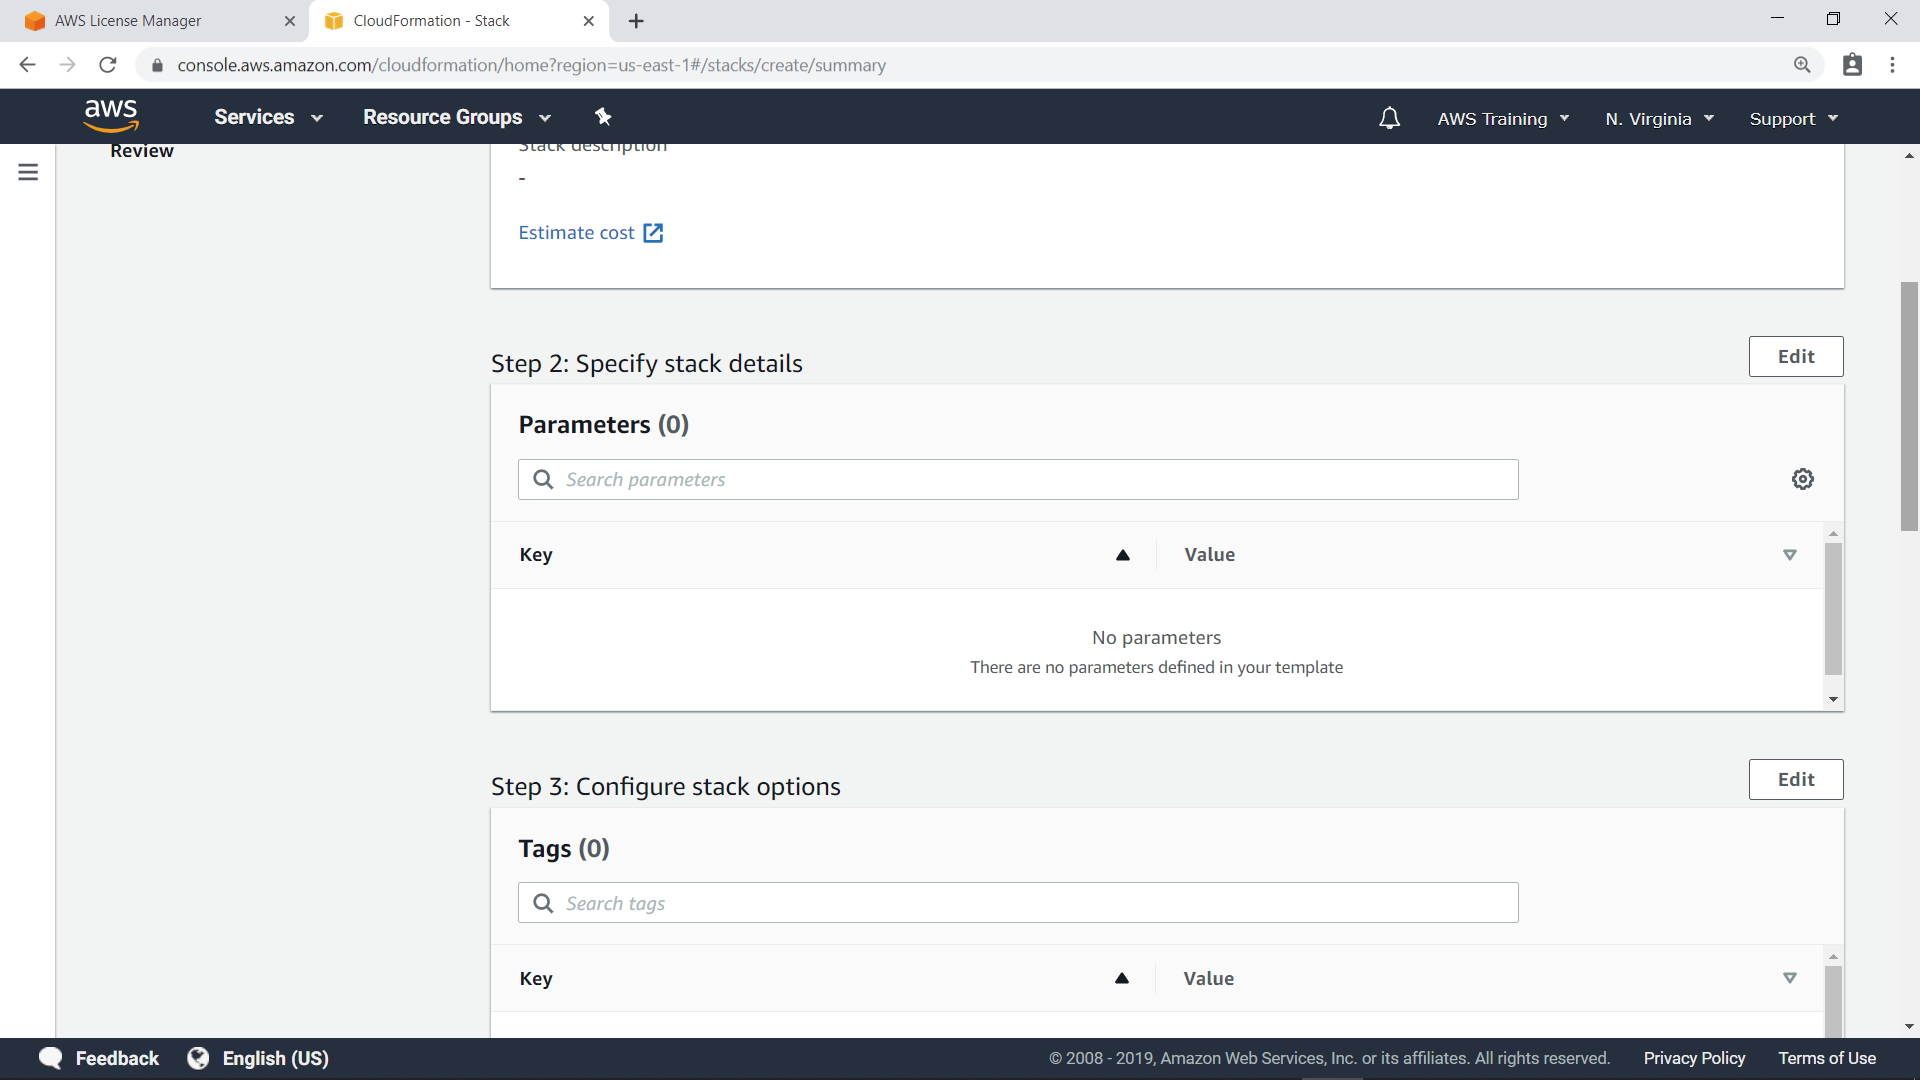 AWS License Manager
CloudFormation - Stack
console.aws.amazon.com/cloudformation/home?region=us-east-1#/stacks/create/summary
aws
Services
Resource Groups
AWS Training
N. Virginia
Support
Review
Stack description
-
Estimate cost
Step 2: Specify stack details
Edit
Parameters (0)
Search parameters
Key
Value
No parameters
There are no parameters defined in your template
Step 3: Configure stack options
Edit
Tags (0)
Search tags
Key
Value
Feedback
English (US)
© 2008 - 2019, Amazon Web Services, Inc. or its affiliates. All rights reserved.
Privacy Policy
Terms of Use